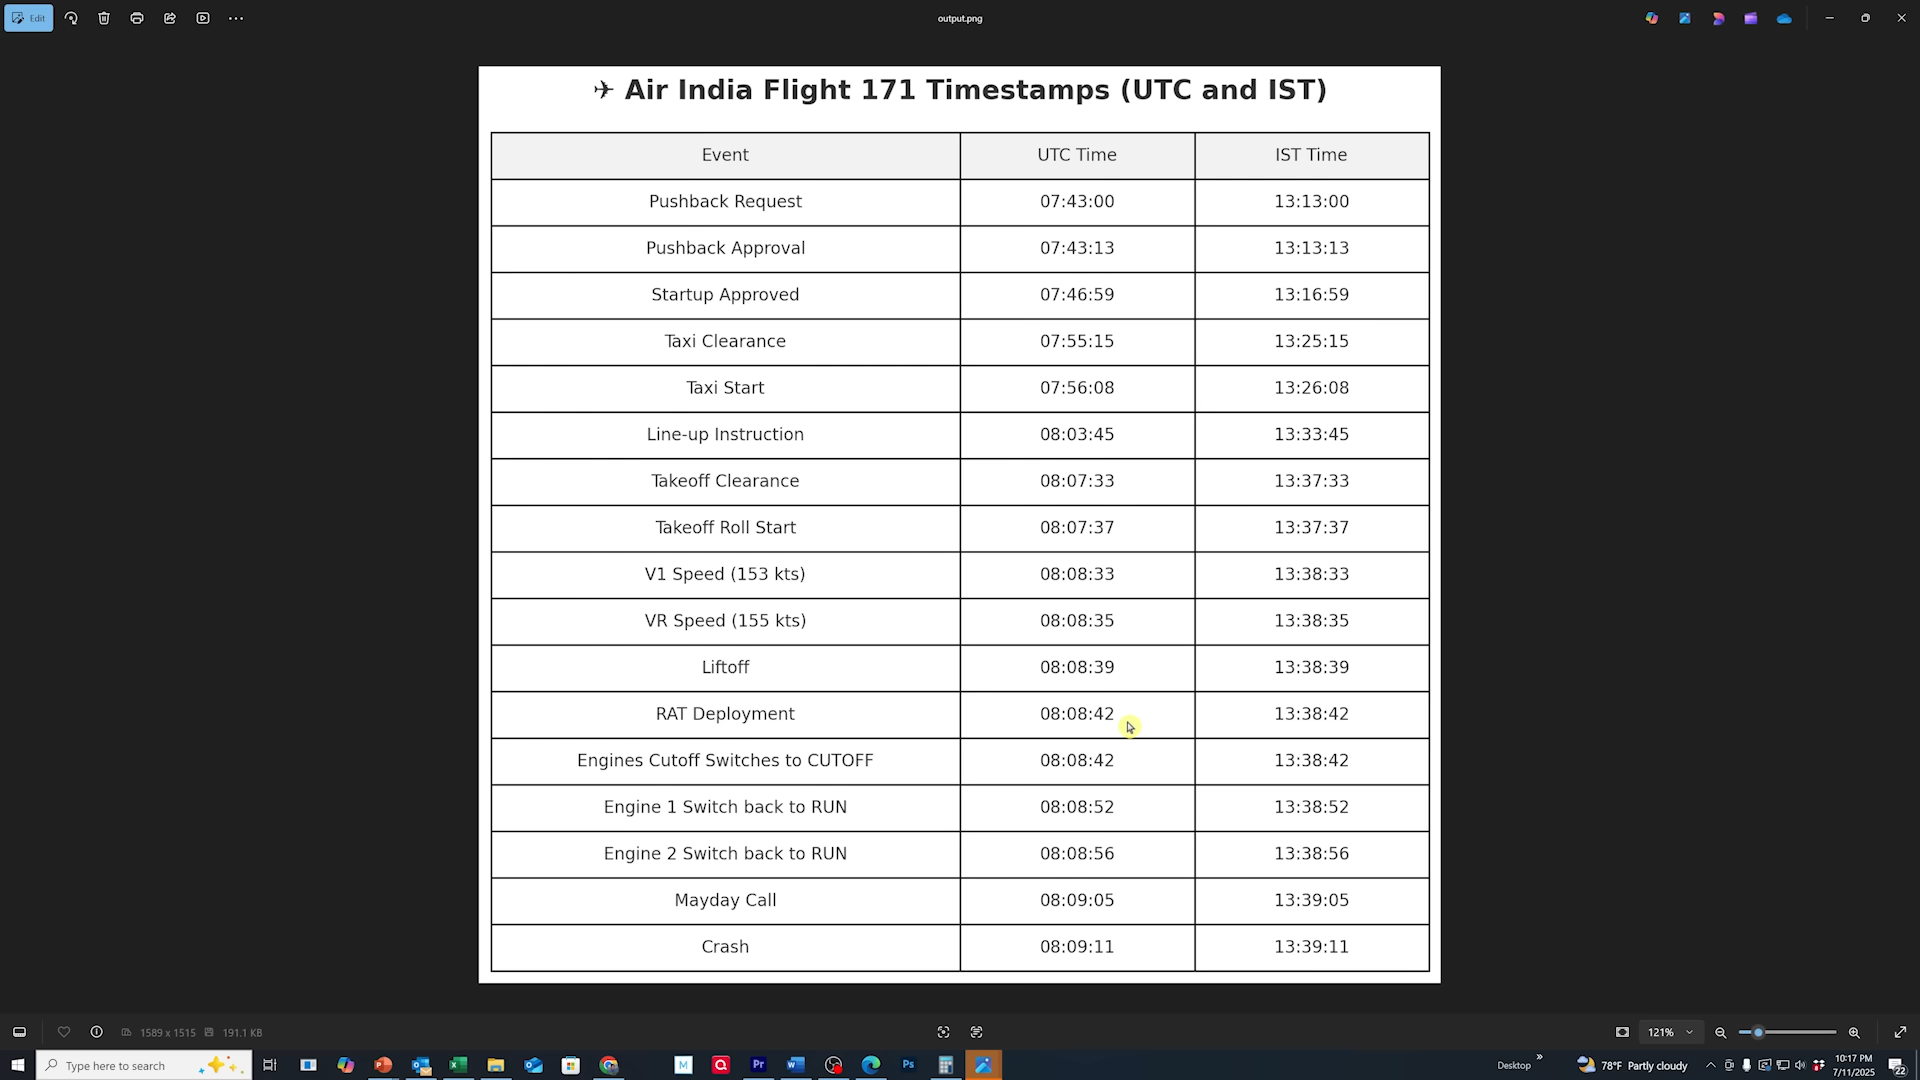 Edit
output.png
✈ Air India Flight 171 Timestamps (UTC and IST)
Event UTC Time IST Time
Pushback Request 07:43:00 13:13:00
Pushback Approval 07:43:13 13:13:13
Startup Approved 07:46:59 13:16:59
Taxi Clearance 07:55:15 13:25:15
Taxi Start 07:56:08 13:26:08
Line-up Instruction 08:03:45 13:33:45
Takeoff Clearance 08:07:33 13:37:33
Takeoff Roll Start 08:07:37 13:37:37
V1 Speed (153 kts) 08:08:33 13:38:33
VR Speed (155 kts) 08:08:35 13:38:35
Liftoff 08:08:39 13:38:39
RAT Deployment 08:08:42 13:38:42
Engines Cutoff Switches to CUTOFF 08:08:42 13:38:42
Engine 1 Switch back to RUN 08:08:52 13:38:52
Engine 2 Switch back to RUN 08:08:56 13:38:56
Mayday Call 08:09:05 13:39:05
Crash 08:09:11 13:39:11
1589 x 1515 191.1 KB 121%
Type here to search M Pr Ps Desktop 78°F Partly cloudy 10:17 PM
7/11/2025 22